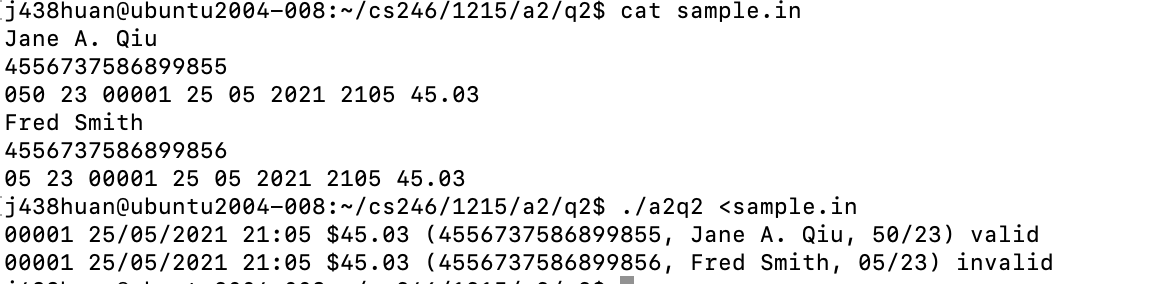 j438huan@ubuntu2004-008:~/cs246/1215/a2/q2$ cat sample.in
Jane A. Qiu
4556737586899855
050 23 00001 25 05 2021 2105 45.03
Fred Smith
4556737586899856
05 23 00001 25 05 2021 2105 45.03
j438huan@ubuntu2004-008:~/cs246/1215/a2/q2$ ./a2q2 <sample.in
00001 25/05/2021 21:05 $45.03 (4556737586899855, Jane A. Qiu, 50/23) valid
00001 25/05/2021 21:05 $45.03 (4556737586899856, Fred Smith, 05/23) invalid